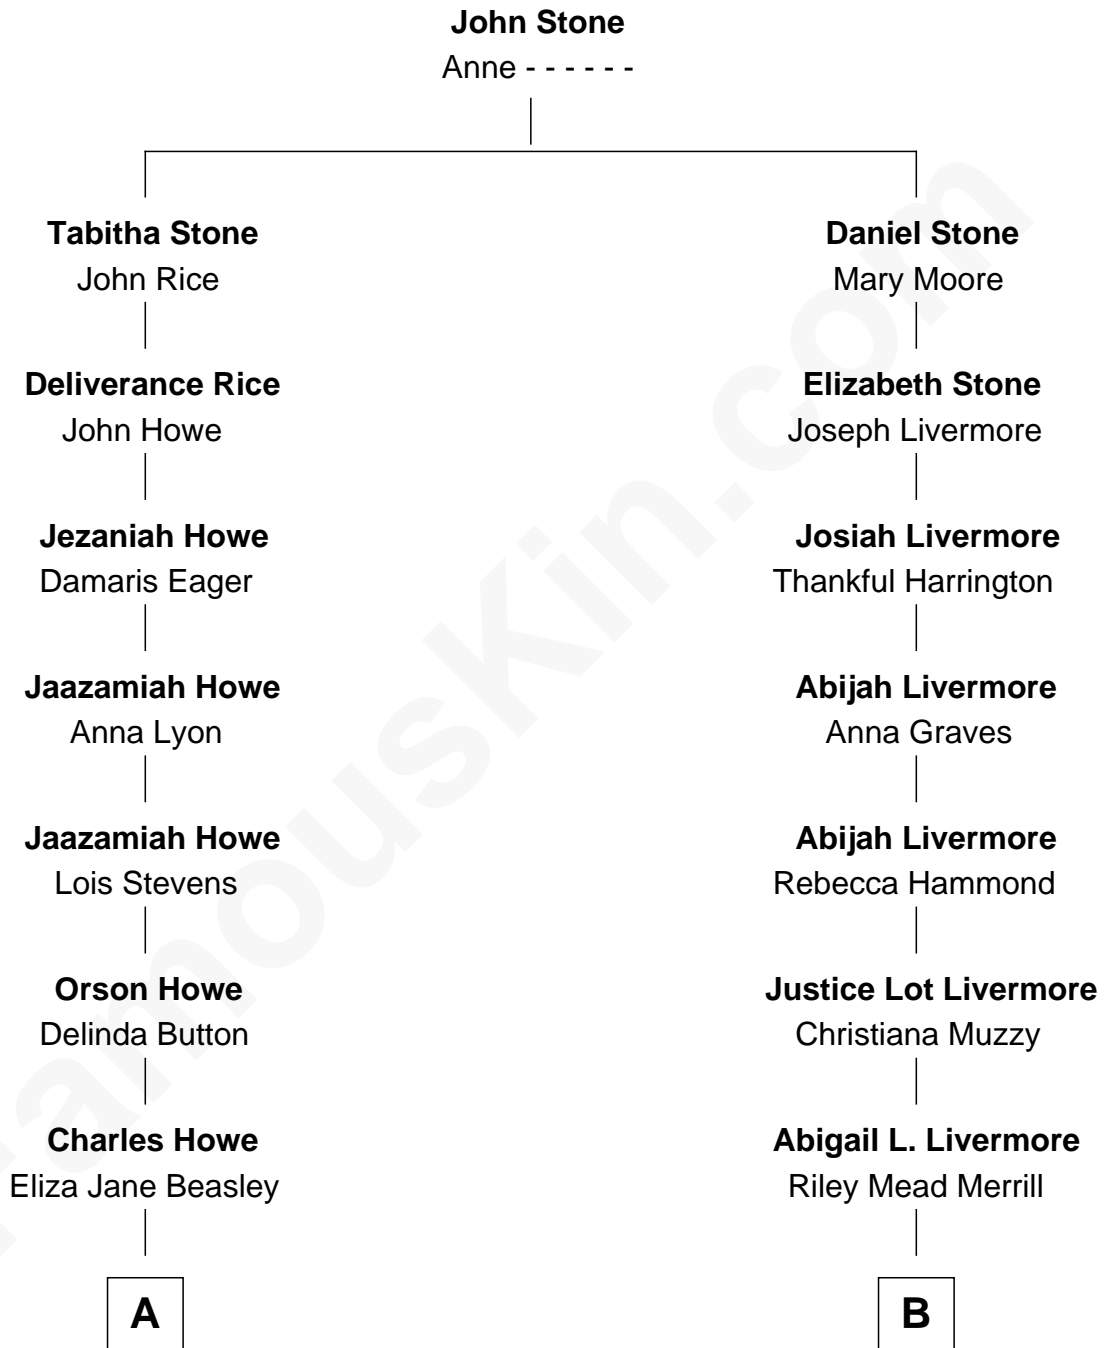 John Stone
Anne - - - - - -
Tabitha Stone
John Rice
Daniel Stone
Mary Moore
Deliverance Rice
John Howe
Elizabeth Stone
Joseph Livermore
Jezaniah Howe
Damaris Eager
Josiah Livermore
Thankful Harrington
Jaazamiah Howe
Anna Lyon
Abijah Livermore
Anna Graves
Jaazamiah Howe
Lois Stevens
Abijah Livermore
Rebecca Hammond
Orson Howe
Delinda Button
Justice Lot Livermore
Christiana Muzzy
Charles Howe
Eliza Jane Beasley
Abigail L. Livermore
Riley Mead Merrill
A
B
FamousKin.com